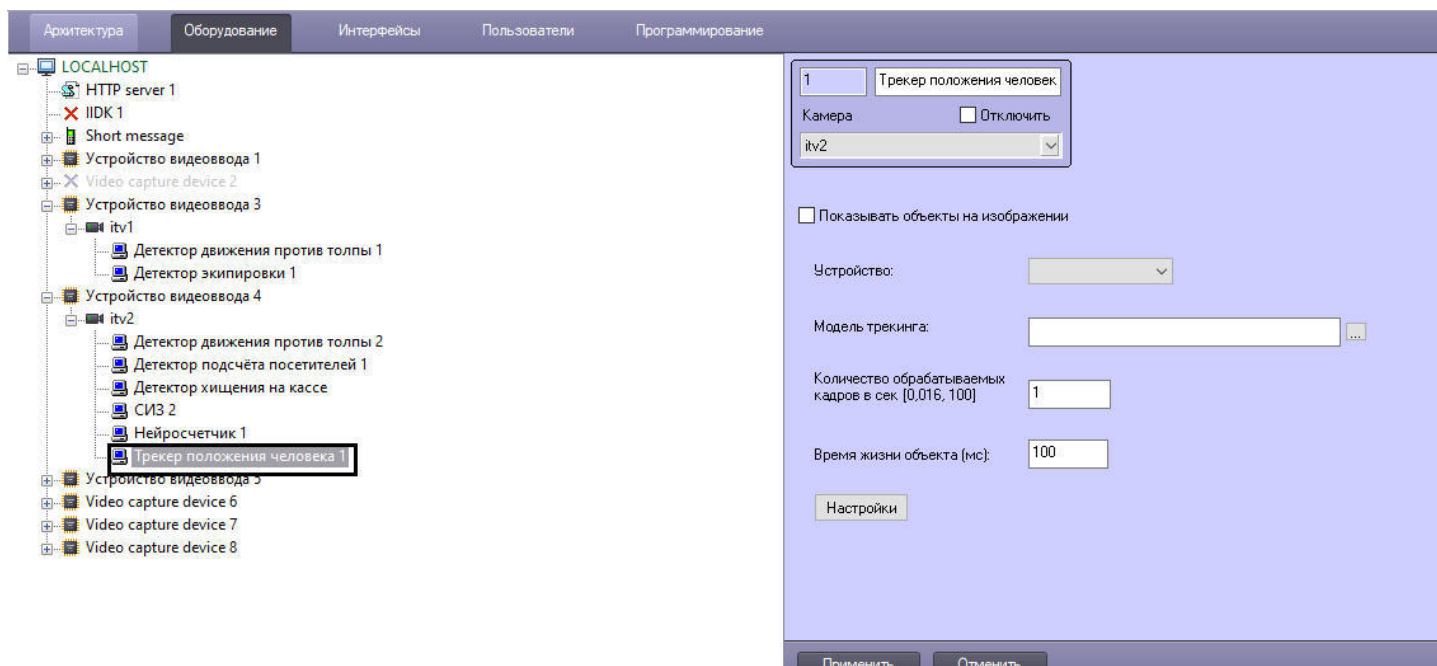 Архитектура Оборудование Интерфейсы Пользователи Программирование
LOCALHOST
HTTP server 1
IIDK 1
Short message
Устройство видеоввода 1
Video capture device 2
Устройство видеоввода 3
itv1
Детектор движения против толпы 1
Детектор экипировки 1
Устройство видеоввода 4
itv2
Детектор движения против толпы 2
Детектор подсчёта посетителей 1
Детектор хищения на кассе
СИЗ 2
Нейросчетчик 1
Трекер положения человека 1
Устройство видеоввода 5
Video capture device 6
Video capture device 7
Video capture device 8
1 Трекер положения человек
Камера Отключить
itv2
Показывать объекты на изображении
Устройство:
Модель трекинга:
...
Количество обрабатываемых
кадров в сек [0,016, 100]
1
Время жизни объекта (мс):
100
Настройки
Применить Отменить